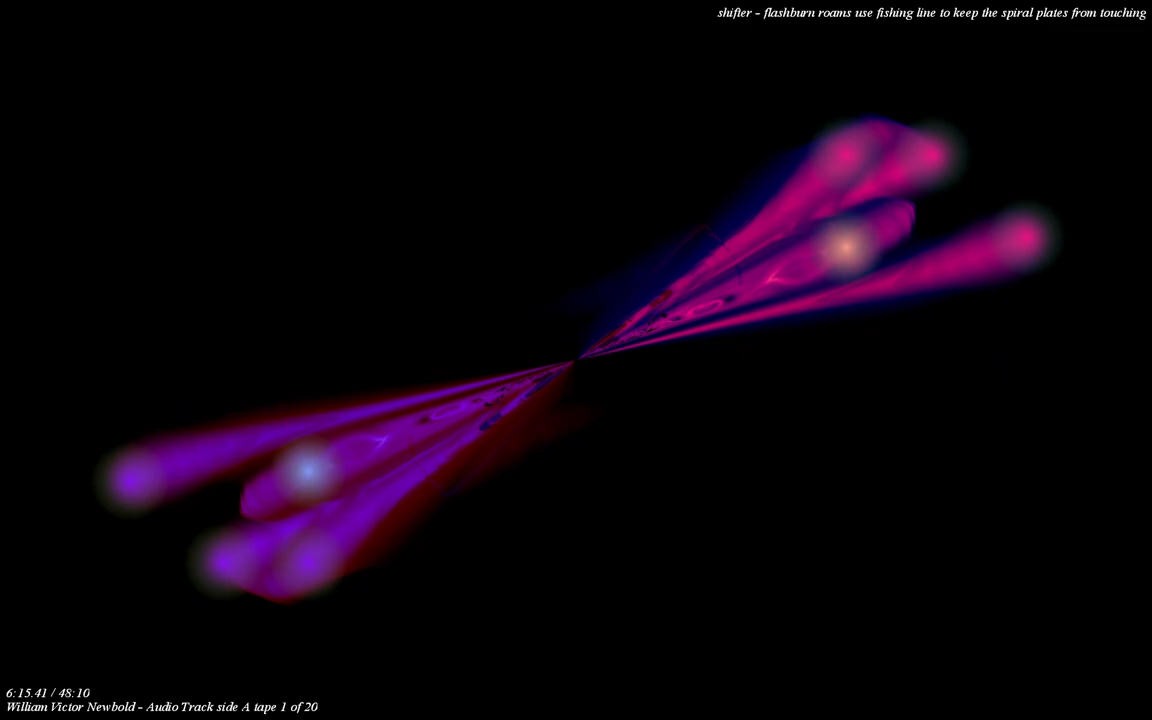 shifter - flashburn roams use fishing line to keep the spiral plates from touching
6:15.41 / 48:10
William Victor Newbold - Audio Track side A tape 1 of 20